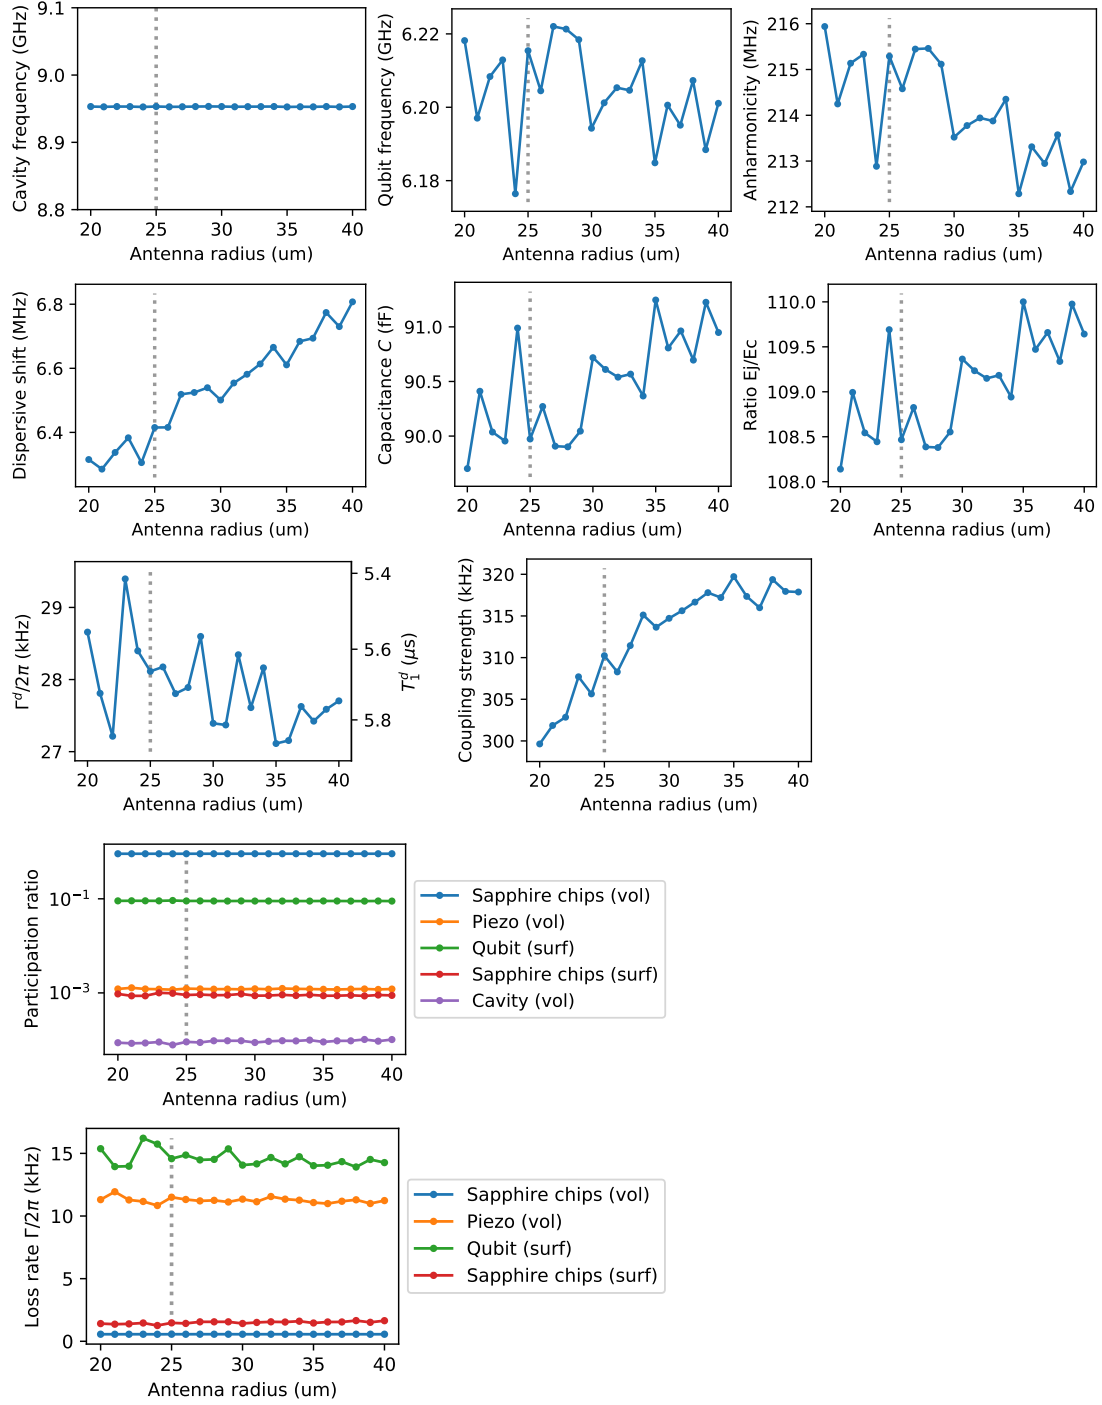 Cavity frequency (GHz)
9.1
9.0
8.9
8.8
20 25 30 35 40
Antenna radius (um)
Qubit frequency (GHz)
6.22
6.20
6.18
20 25 30 35 40
Antenna radius (um)
Anharmonicity (MHz)
216
215
214
213
212
20 25 30 35 40
Antenna radius (um)
Dispersive shift (MHz)
6.8
6.6
6.4
20 25 30 35 40
Antenna radius (um)
Capacitance C (fF)
91.0
90.5
90.0
20 25 30 35 40
Antenna radius (um)
Ratio Ej/Ec
110.0
109.5
109.0
108.5
108.0
20 25 30 35 40
Antenna radius (um)
Γ^d/2π (kHz)
29
28
27
5.4
5.6
5.8
T_1^d (μs)
20 25 30 35 40
Antenna radius (um)
Coupling strength (kHz)
320
315
310
305
300
20 25 30 35 40
Antenna radius (um)
Participation ratio
10^−1
10^−3
20 25 30 35 40
Antenna radius (um)
Sapphire chips (vol)
Piezo (vol)
Qubit (surf)
Sapphire chips (surf)
Cavity (vol)
Loss rate Γ/2π (kHz)
15
10
5
0
20 25 30 35 40
Antenna radius (um)
Sapphire chips (vol)
Piezo (vol)
Qubit (surf)
Sapphire chips (surf)